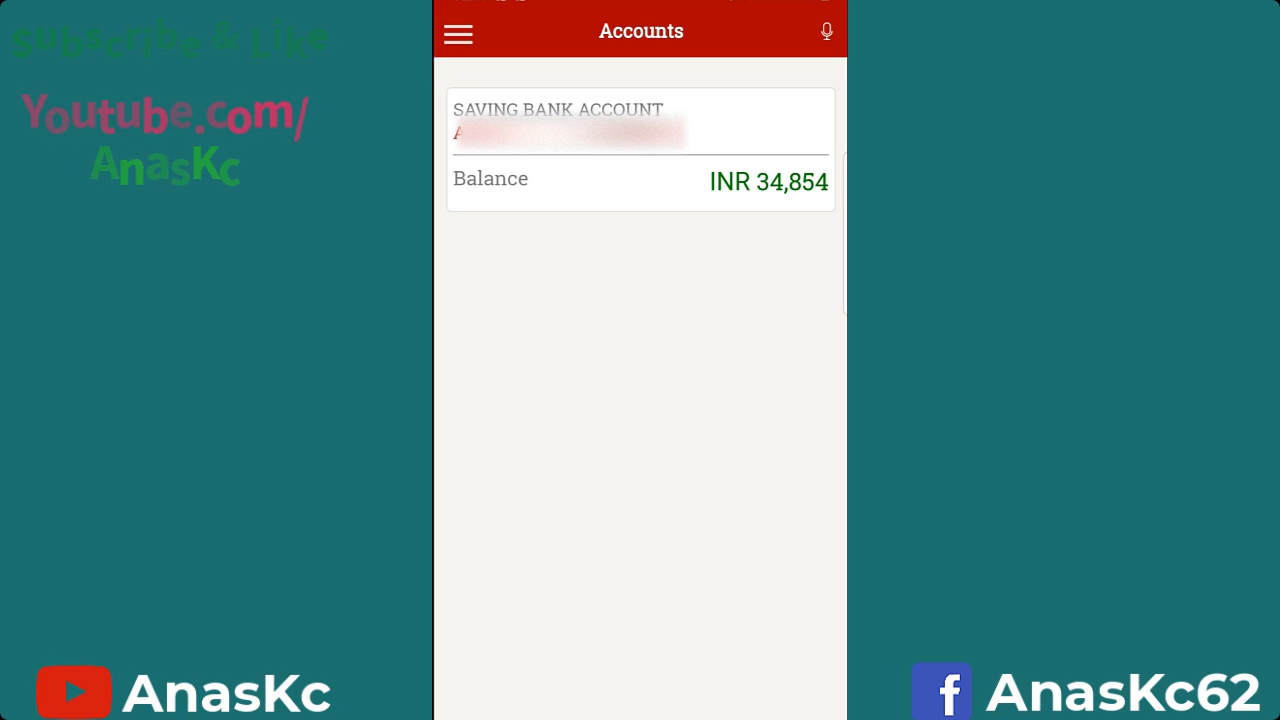 Subscribe & Like
Youtube.com/
AnasKc
Accounts
SAVING BANK ACCOUNT
Balance
INR 34,854
AnasKc
AnasKc62